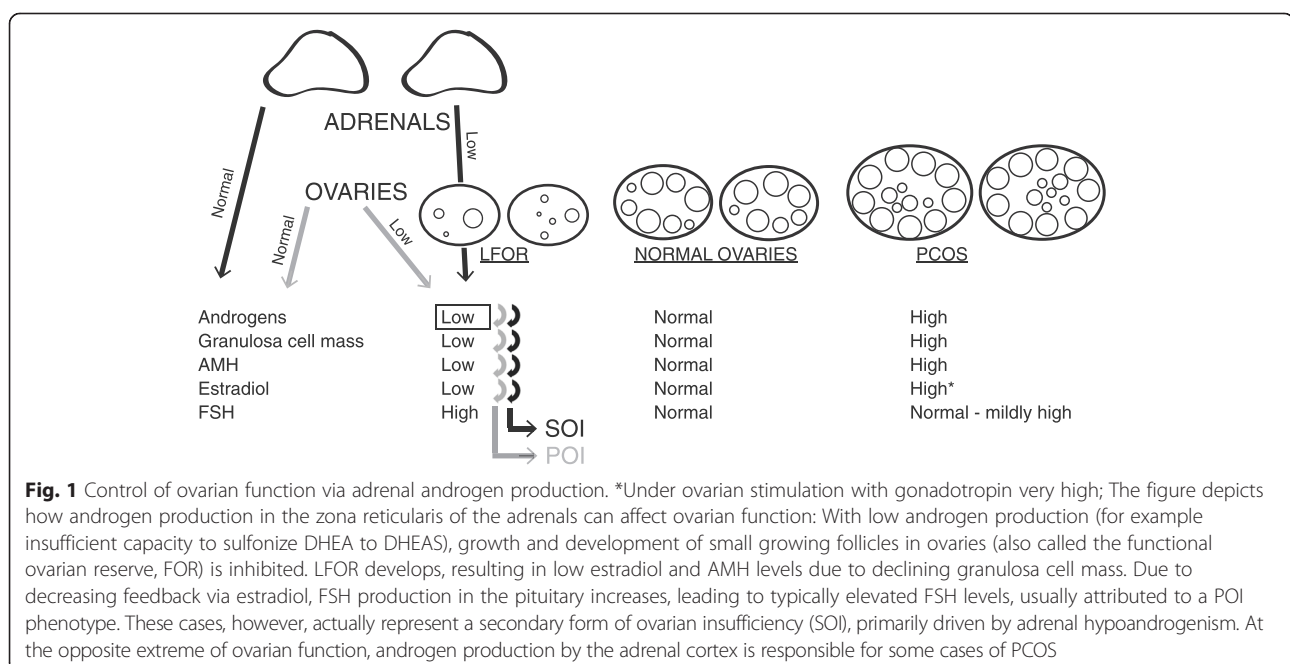 ADRENALS
Normal
Low
OVARIES
Normal
Low
LFOR NORMAL OVARIES PCOS
Androgens Low Normal High
Granulosa cell mass Low Normal High
AMH Low Normal High
Estradiol Low Normal High*
FSH High Normal Normal - mildly high
SOI
POI
Fig. 1 Control of ovarian function via adrenal androgen production. *Under ovarian stimulation with gonadotropin very high; The figure depicts
how androgen production in the zona reticularis of the adrenals can affect ovarian function: With low androgen production (for example
insufficient capacity to sulfonize DHEA to DHEAS), growth and development of small growing follicles in ovaries (also called the functional
ovarian reserve, FOR) is inhibited. LFOR develops, resulting in low estradiol and AMH levels due to declining granulosa cell mass. Due to
decreasing feedback via estradiol, FSH production in the pituitary increases, leading to typically elevated FSH levels, usually attributed to a POI
phenotype. These cases, however, actually represent a secondary form of ovarian insufficiency (SOI), primarily driven by adrenal hypoandrogenism. At
the opposite extreme of ovarian function, androgen production by the adrenal cortex is responsible for some cases of PCOS